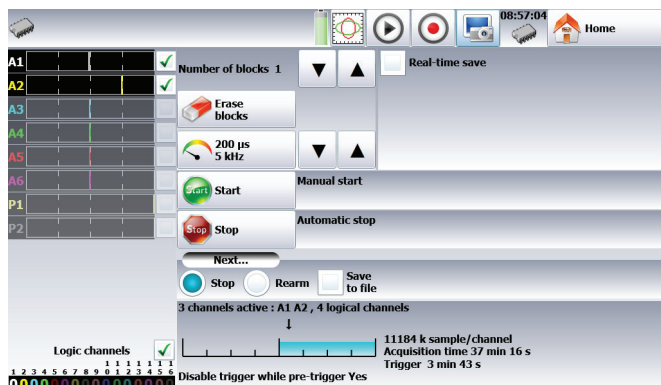 08:57:04
Home
A1
A2
A3
A4
A5
A6
P1
P2
Number of blocks 1
Real-time save
Erase
blocks
200 µs
5 kHz
Start
Start
Manual start
Stop
Stop
Automatic stop
Next...
Stop
Rearm
Save
to file
3 channels active : A1 A2 , 4 logical channels
11184 k sample/channel
Acquisition time 37 min 16 s
Trigger 3 min 43 s
Disable trigger while pre-trigger Yes
Logic channels
1 1 1 1 1 1 1
1 2 3 4 5 6 7 8 9 0 1 2 3 4 5 6